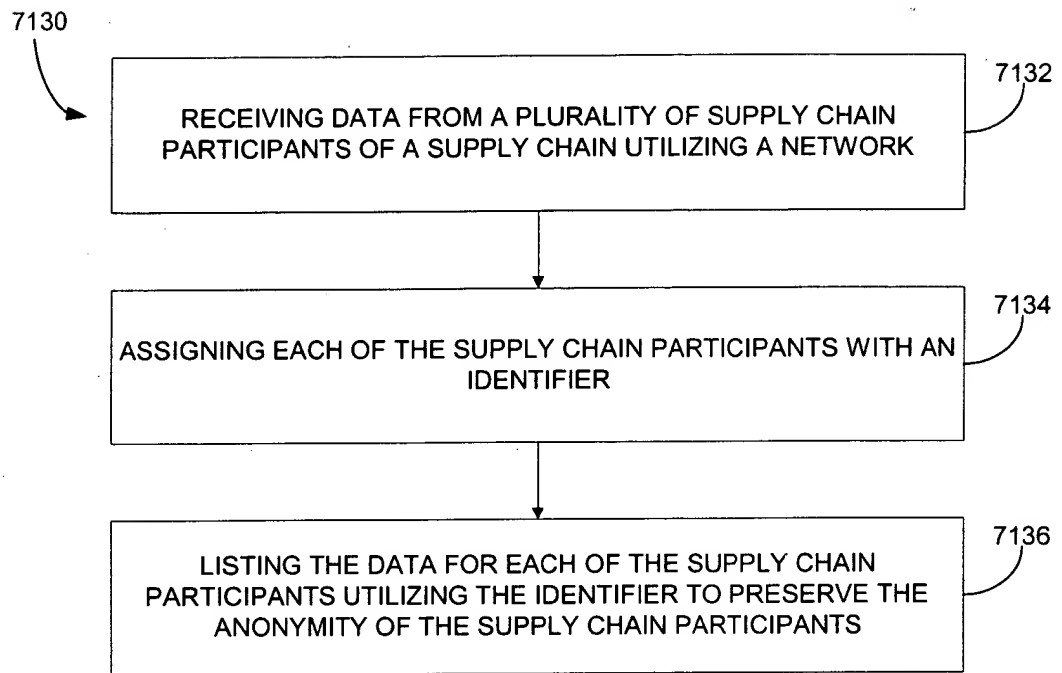 7130
7132
RECEIVING DATA FROM A PLURALITY OF SUPPLY CHAIN
PARTICIPANTS OF A SUPPLY CHAIN UTILIZING A NETWORK
7134
ASSIGNING EACH OF THE SUPPLY CHAIN PARTICIPANTS WITH AN
IDENTIFIER
7136
LISTING THE DATA FOR EACH OF THE SUPPLY CHAIN
PARTICIPANTS UTILIZING THE IDENTIFIER TO PRESERVE THE
ANONYMITY OF THE SUPPLY CHAIN PARTICIPANTS